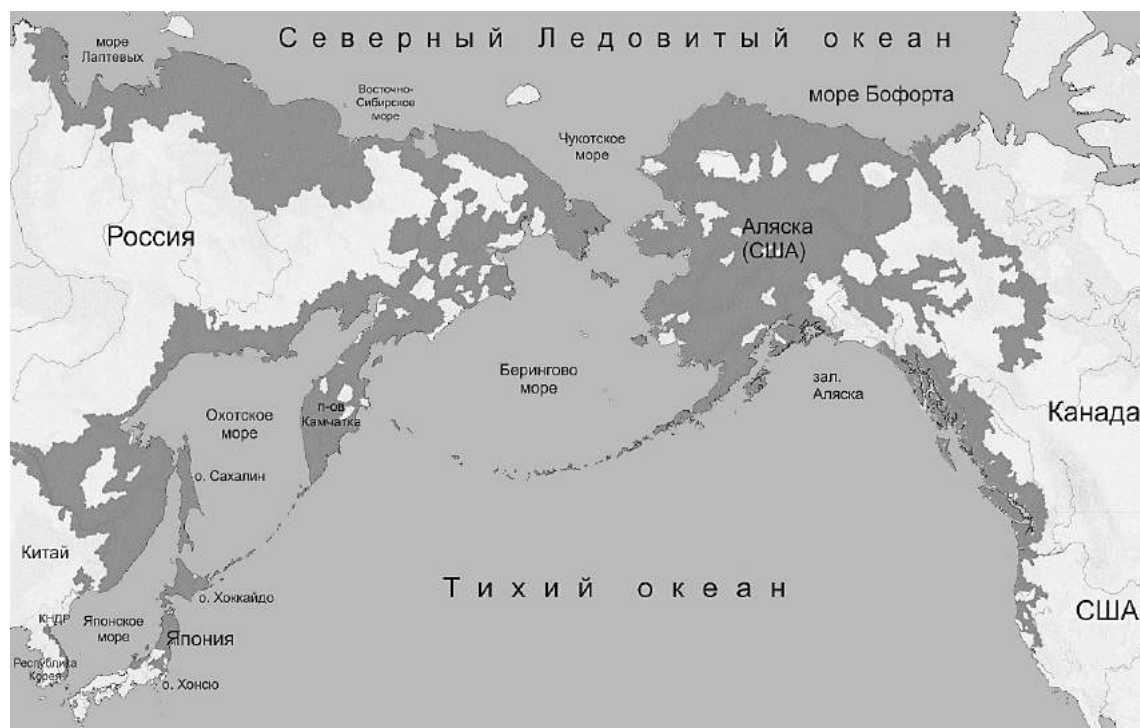 Северный Ледовитый океан
море
Лаптевых
Восточно-
Сибирское
море
море Бофорта
Чукотское
море
Россия
Аляска
(США)
Берингово
море
зал.
Аляска
п-ов
Камчатка
Охотское
море
Канада
о. Сахалин
Китай
Тихий океан
о. Хоккайдо
США
КНДР
Японское
море
Япония
Республика
Корея
о. Хонсю